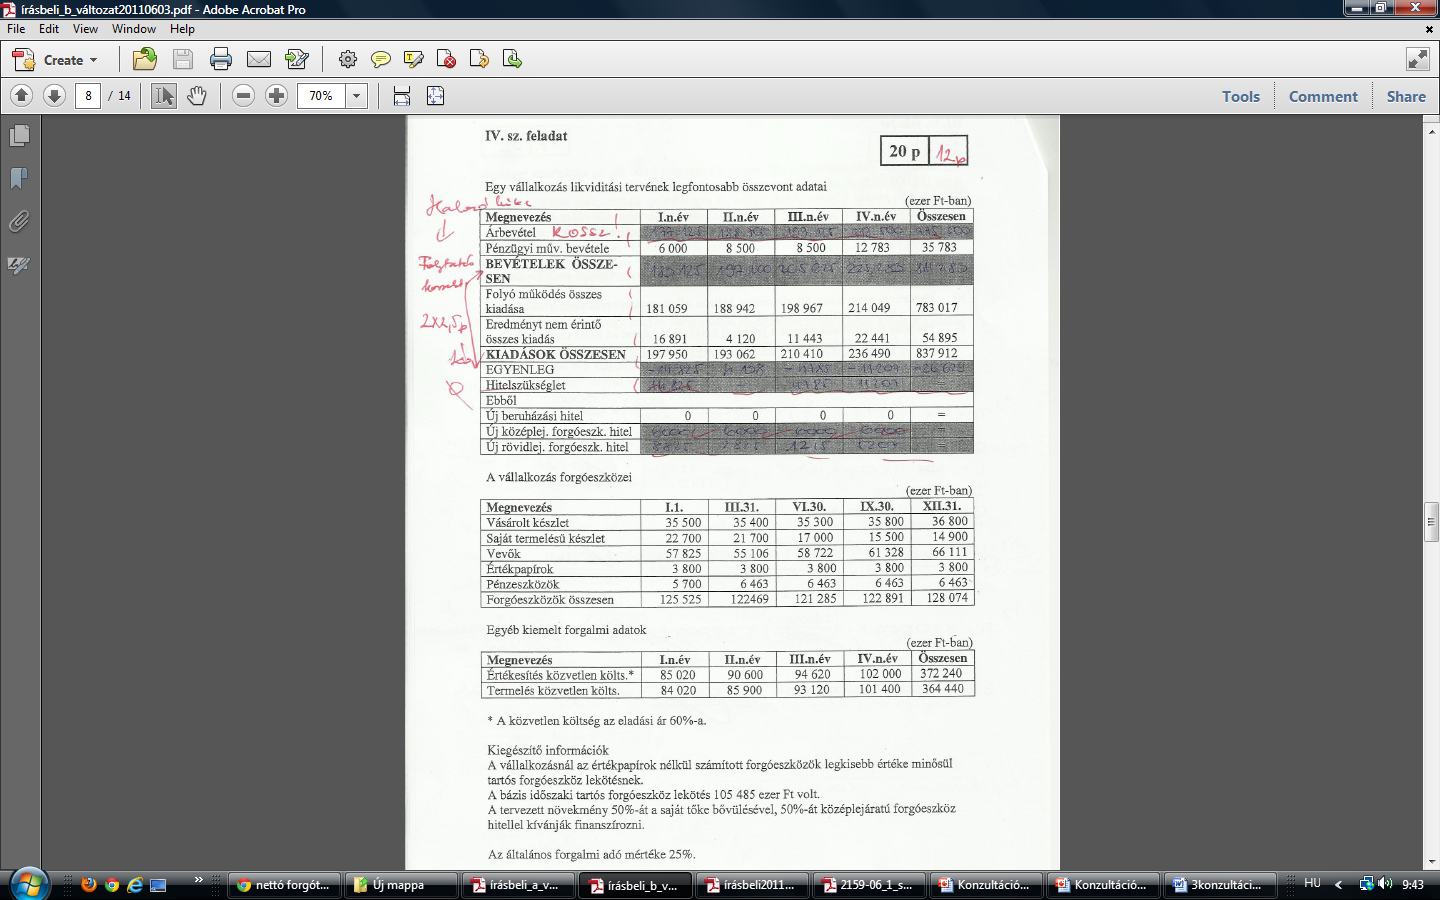 írásbeli_b_változat20110603.pdf - Adobe Acrobat Pro
File Edit View Window Help
Create
8 / 14 70% Tools Comment Share
IV. sz. feladat
20 p 12p
Egy vállalkozás likviditási tervének legfontosabb összevont adatai
(ezer Ft-ban)
Megnevezés I.n.év II.n.év III.n.év IV.n.év Összesen
Árbevétel ROSSZ!
Pénzügyi műv. bevétele 6 000 8 500 8 500 12 783 35 783
BEVÉTELEK ÖSSZE-
SEN
Folyó működés összes
kiadása 181 059 188 942 198 967 214 049 783 017
2x2,5p
Eredményt nem érintő
összes kiadás 16 891 4 120 11 443 22 441 54 895
KIADÁSOK ÖSSZESEN 197 950 193 062 210 410 236 490 837 912
EGYENLEG
Hitelszükséglet
Ebből
Új beruházási hitel 0 0 0 0 =
Új középlej. forgóeszk. hitel =
Új rövidlej. forgóeszk. hitel =
A vállalkozás forgóeszközei
(ezer Ft-ban)
Megnevezés I.1. III.31. VI.30. IX.30. XII.31.
Vásárolt készlet 35 500 35 400 35 300 35 800 36 800
Saját termelésű készlet 22 700 21 700 17 000 15 500 14 900
Vevők 57 825 55 106 58 722 61 328 66 111
Értékpapírok 3 800 3 800 3 800 3 800 3 800
Pénzeszközök 5 700 6 463 6 463 6 463 6 463
Forgóeszközök összesen 125 525 122469 121 285 122 891 128 074
Egyéb kiemelt forgalmi adatok
(ezer Ft-ban)
Megnevezés I.n.év II.n.év III.n.év IV.n.év Összesen
Értékesítés közvetlen költs.* 85 020 90 600 94 620 102 000 372 240
Termelés közvetlen költs. 84 020 85 900 93 120 101 400 364 440
* A közvetlen költség az eladási ár 60%-a.
Kiegészítő információk
A vállalkozásnál az értékpapírok nélkül számított forgóeszközök legkisebb értéke minősül
tartós forgóeszköz lekötésnek.
A bázis időszaki tartós forgóeszköz lekötés 105 485 ezer Ft volt.
A tervezett növekmény 50%-át a saját tőke bővülésével, 50%-át középlejáratú forgóeszköz
hitellel kívánják finanszírozni.
Az általános forgalmi adó mértéke 25%.
nettó forgót... Új mappa írásbeli_a_v... írásbeli_b_v... írásbeli2011... 2159-06_1_s... Konzultáció... Konzultáció... 3konzultáci... HU 9:43